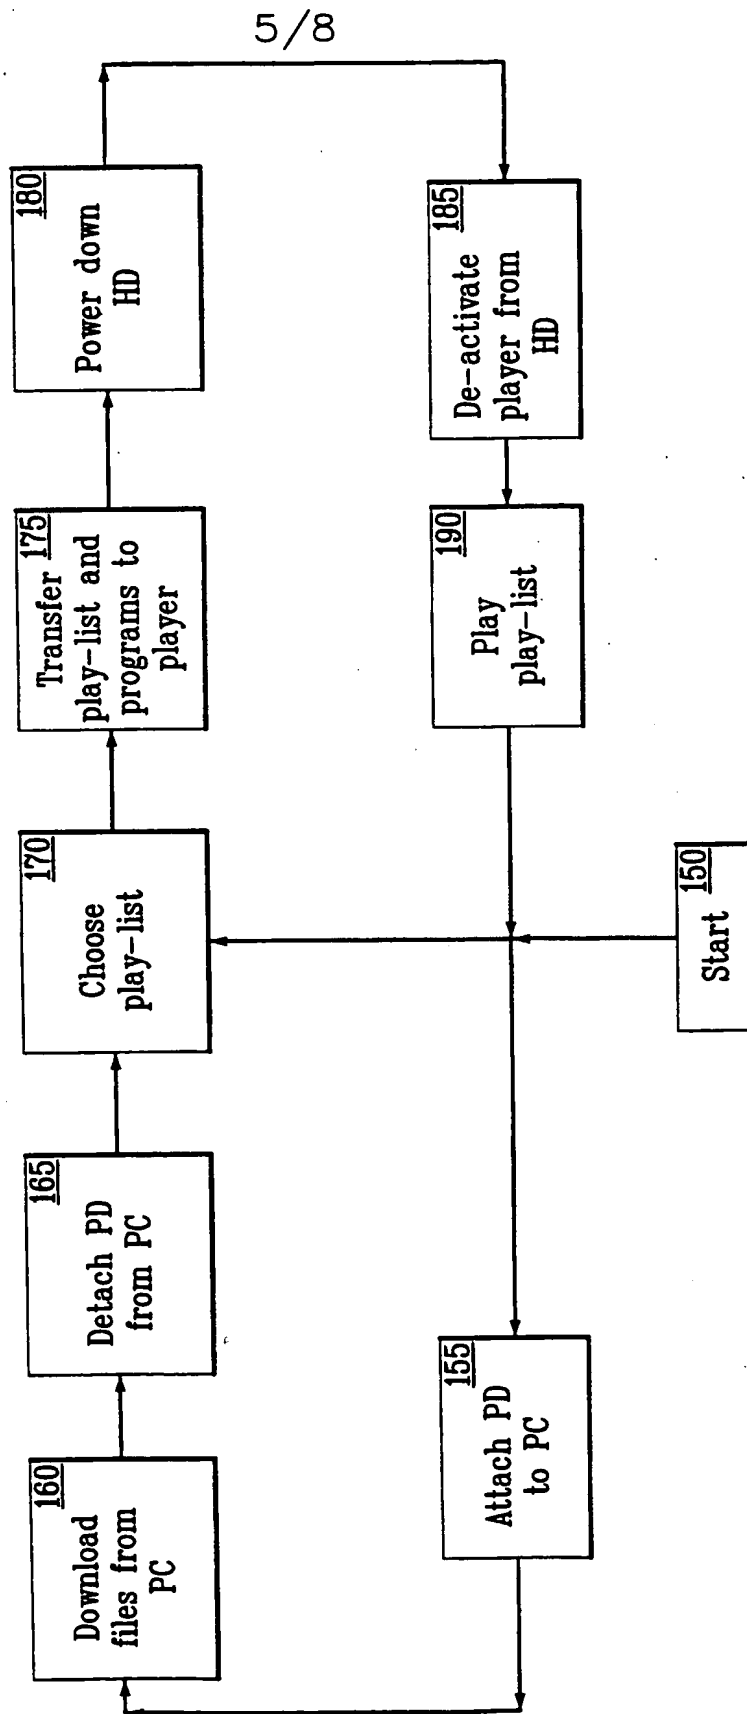 5/8
160
Download
files from
PC
165
Detach PD
from PC
170
Choose
play-list
175
Transfer
play-list and
programs to
player
180
Power down
HD
155
Attach PD
to PC
190
Play
play-list
185
De-activate
player from
HD
150
Start